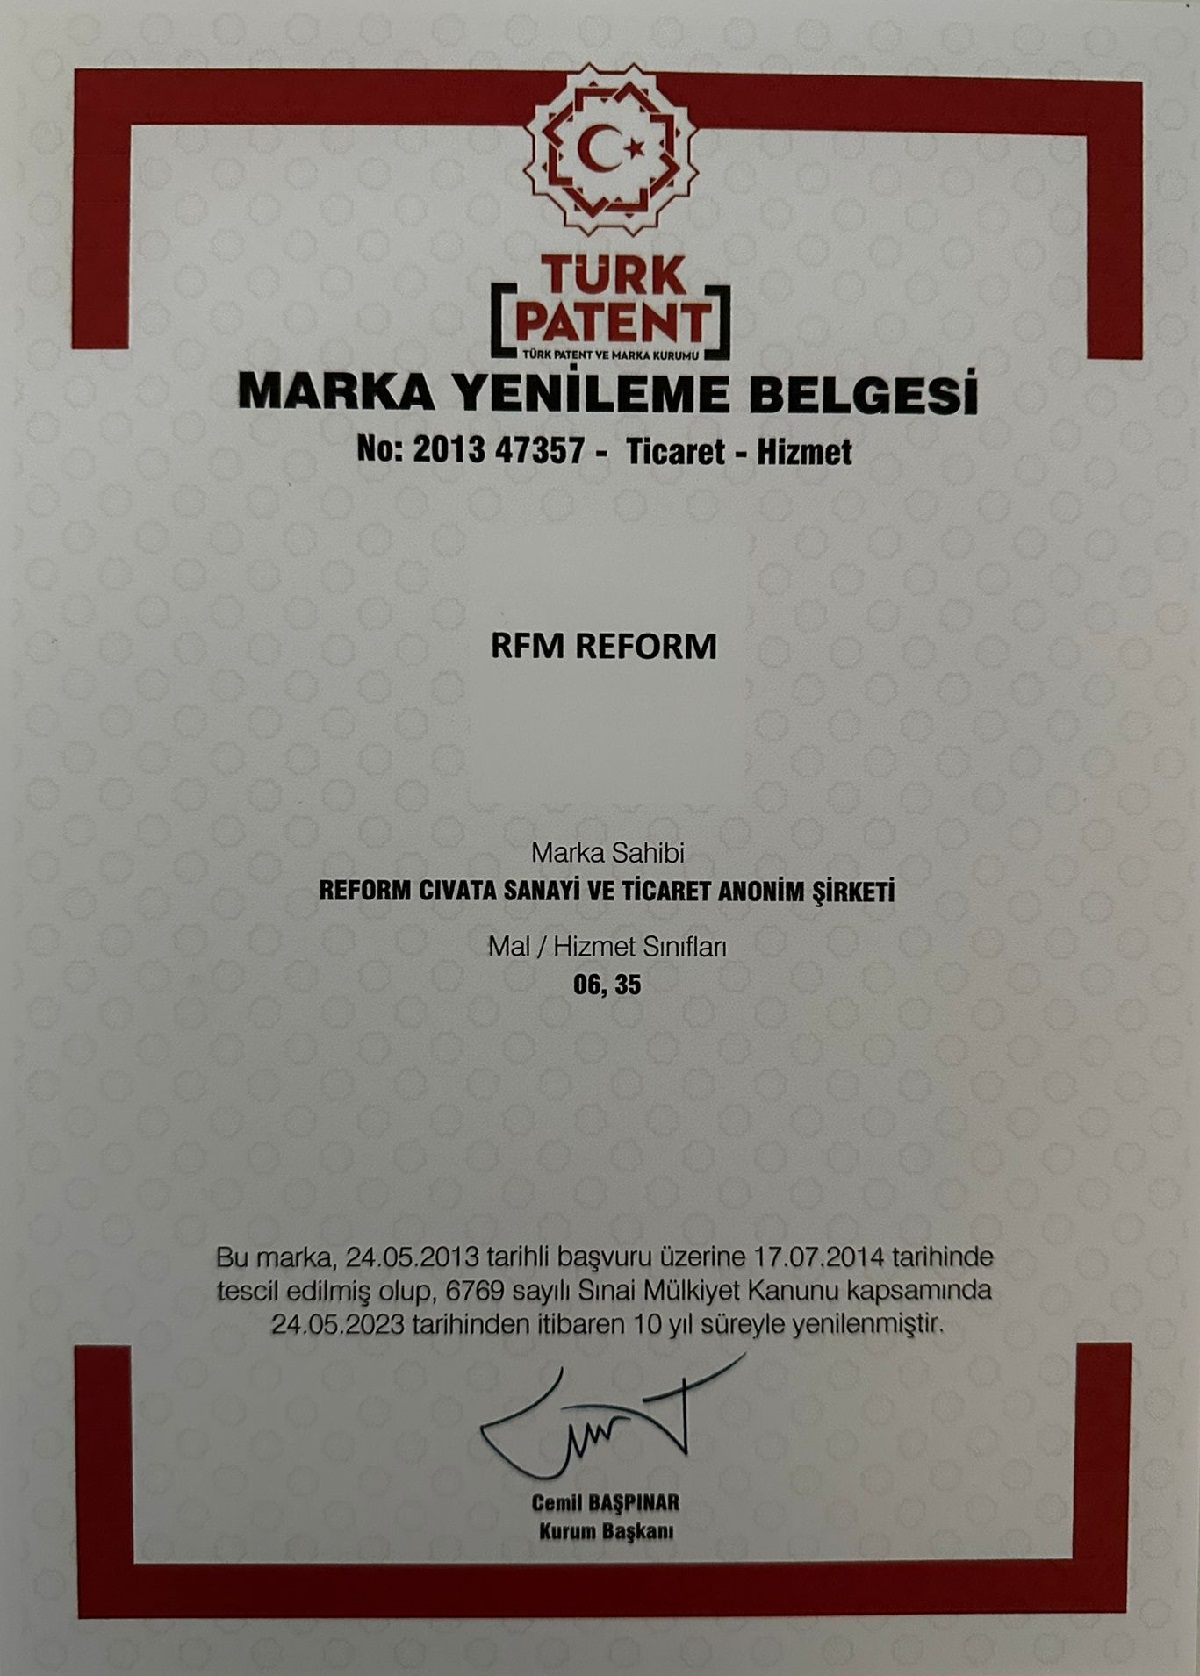 TÜRK
PATENT
TÜRK PATENT VE MARKA KURUMU
MARKA YENİLEME BELGESİ
No: 2013 47357 - Ticaret - Hizmet
RFM REFORM
Marka Sahibi
REFORM CIVATA SANAYİ VE TİCARET ANONİM ŞİRKETİ
Mal / Hizmet Sınıfları
06, 35
Bu marka, 24.05.2013 tarihli başvuru üzerine 17.07.2014 tarihinde
tescil edilmiş olup, 6769 sayılı Sınai Mülkiyet Kanunu kapsamında
24.05.2023 tarihinden itibaren 10 yıl süreyle yenilenmiştir.
Cemil BAŞPINAR
Kurum Başkanı